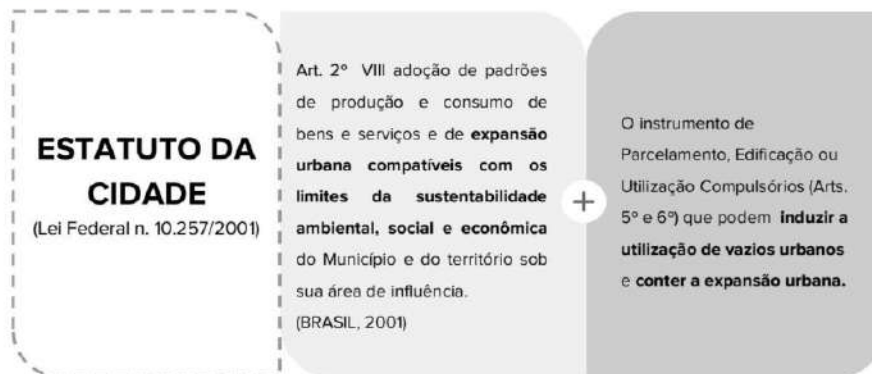 ESTATUTO DA
CIDADE
(Lei Federal n. 10.257/2001)
Art. 2º VIII adoção de padrões
de produção e consumo de
bens e serviços e de expansão
urbana compatíveis com os
limites da sustentabilidade
ambiental, social e econômica
do Município e do território sob
sua área de influência.
(BRASIL, 2001)
+
O instrumento de
Parcelamento, Edificação ou
Utilização Compulsórios (Arts.
5º e 6º) que podem induzir a
utilização de vazios urbanos
e conter a expansão urbana.